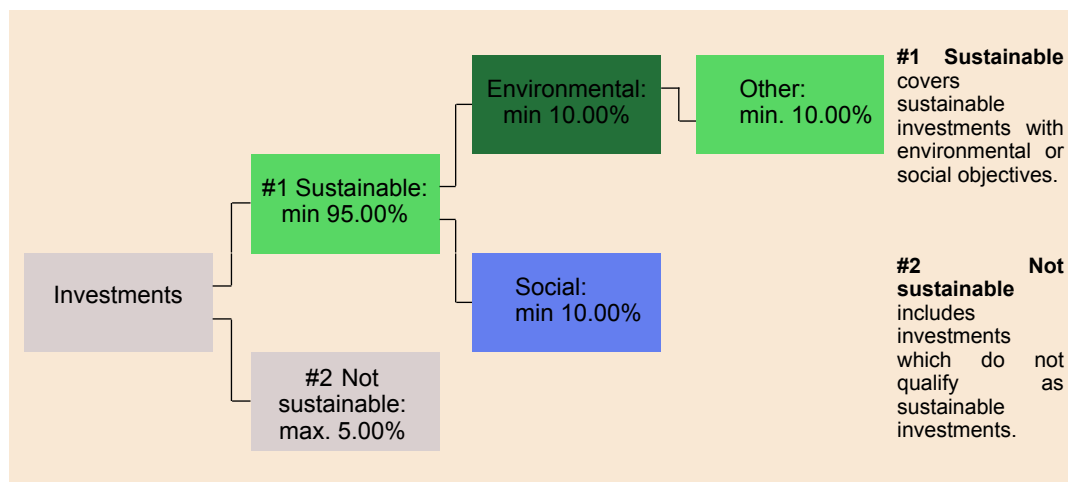 Investments
#1 Sustainable:
min 95.00%
#2 Not
sustainable:
max. 5.00%
Environmental:
min 10.00%
Social:
min 10.00%
Other:
min. 10.00%
#1 Sustainable
covers
sustainable
investments with
environmental or
social objectives.
#2 Not
sustainable
includes
investments
which do not
qualify as
sustainable
investments.